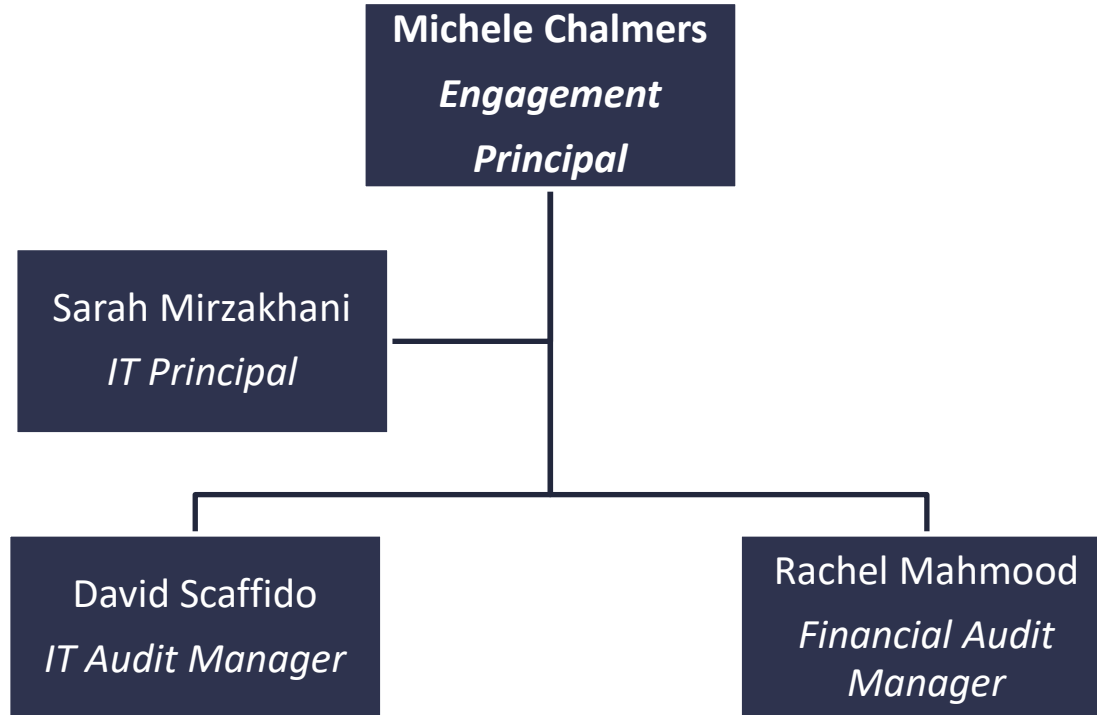 Michele Chalmers
Engagement
Principal
Sarah Mirzakhani
IT Principal
David Scaffido
IT Audit Manager
Rachel Mahmood
Financial Audit
Manager